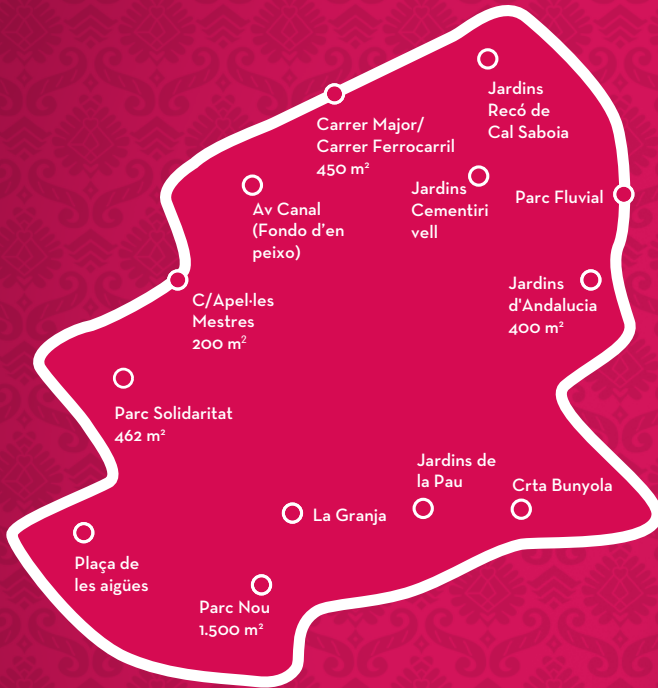 Jardins
Recó de
Cal Saboia
Carrer Major/
Carrer Ferrocarril
450 m²
Jardins
Cementiri
vell
Parc Fluvial
Av Canal
(Fondo d'en
peixo)
C/Apel·les
Mestres
200 m²
Jardins
d'Andalucia
400 m²
Parc Solidaritat
462 m²
Jardins de
la Pau
Crta Bunyola
La Granja
Plaça de
les aigües
Parc Nou
1.500 m²